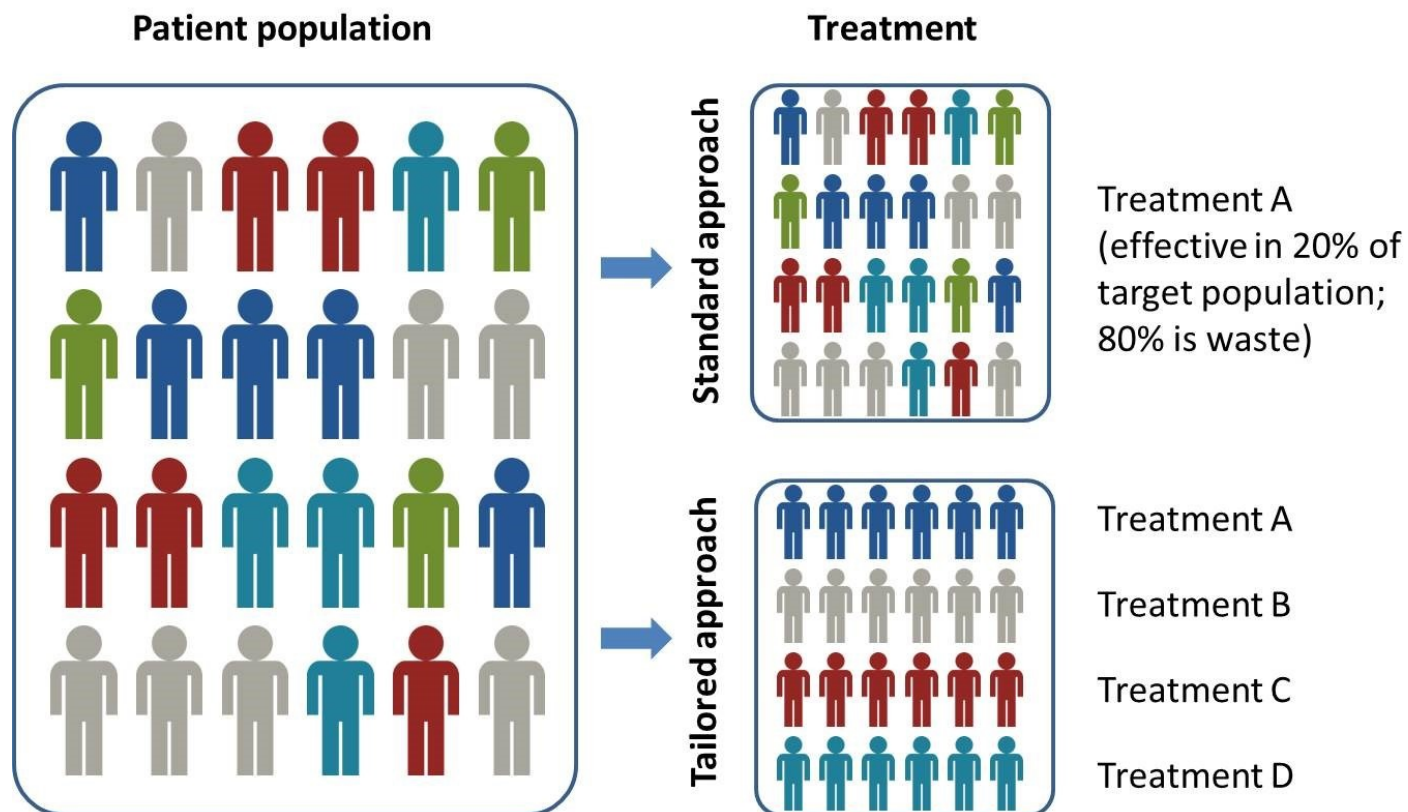 Patient population
Treatment
Standard approach
Treatment A
(effective in 20% of
target population;
80% is waste)
Tailored approach
Treatment A
Treatment B
Treatment C
Treatment D